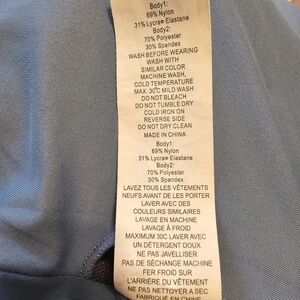 Body1:
69% Nylon
31% Lycra® Elastane
Body2:
70% Polyester
30% Spandex
WASH BEFORE WEARING
WASH WITH
SIMILAR COLOR
MACHINE WASH,
COLD TEMPERATURE
MAX. 30℃ MILD WASH
DO NOT BLEACH
DO NOT TUMBLE DRY
COLD IRON ON
REVERSE SIDE
DO NOT DRY CLEAN
MADE IN CHINA
Body1:
69% Nylon
31% Lycra® Elastane
Body2:
70% Polyester
30% Spandex
LAVEZ TOUS LES VÊTEMENTS
NEUFS AVANT DE LES PORTER
LAVER AVEC DES
COULEURS SIMILAIRES
LAVAGE EN MACHINE
LAVAGE À FROID
MAXIMUM 30C LAVER AVEC
UN DÉTERGENT DOUX
NE PAS JAVELLISER
PAS DE SÉCHAGE MACHINE
FER FROID SUR
L'ARRIÈRE DU VÊTEMENT
NE PAS NETTOYER A SEC
FABRIQUÉ EN CHINE